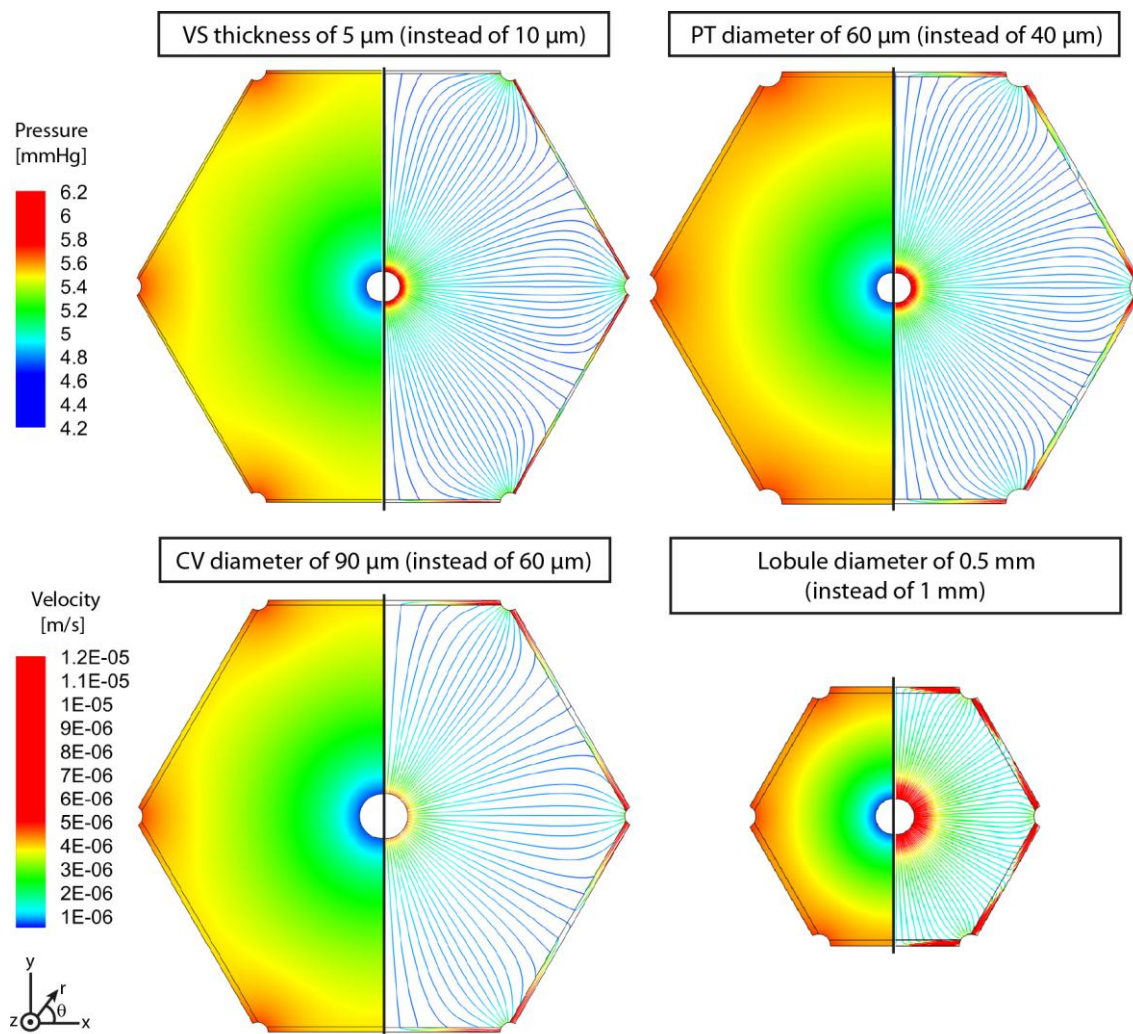 VS thickness of 5 µm (instead of 10 µm)
PT diameter of 60 µm (instead of 40 µm)
Pressure
[mmHg]
6.2
6
5.8
5.6
5.4
5.2
5
4.8
4.6
4.4
4.2
CV diameter of 90 µm (instead of 60 µm)
Lobule diameter of 0.5 mm
(instead of 1 mm)
Velocity
[m/s]
1.2E-05
1.1E-05
1E-05
9E-06
8E-06
7E-06
6E-06
5E-06
4E-06
3E-06
2E-06
1E-06
y
r
θ
z
x